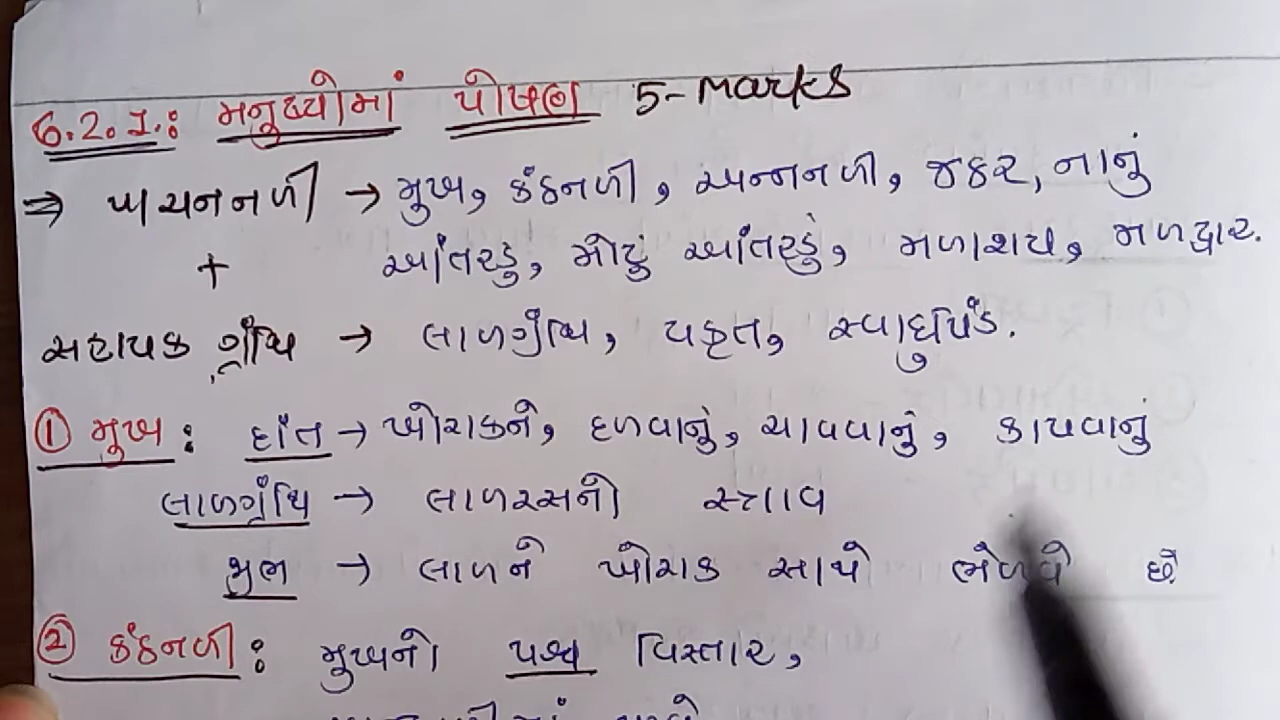 6.2.1: મનુષ્યોમાં પોષણ 5-marks
⇒ પાચનનળી → મુખ, કંઠનળી, અન્નનળી, જઠર, નાનું
+ આંતરડું, મોટું આંતરડું, મળાશય, મળદ્વાર.
સહાયક ગ્રંથિ → લાળગ્રંથિ, યકૃત, સ્વાદુપિંડ.
① મુખ: દાંત → ખોરાકને, દળવાનું, ચાવવાનું, કાપવાનું
લાળગ્રંથિ → લાળરસનો સ્ત્રાવ
જીભ → લાળને ખોરાક સાથે ભેળવે છે
② કંઠનળી: મુખનો પશ્વ વિસ્તાર,